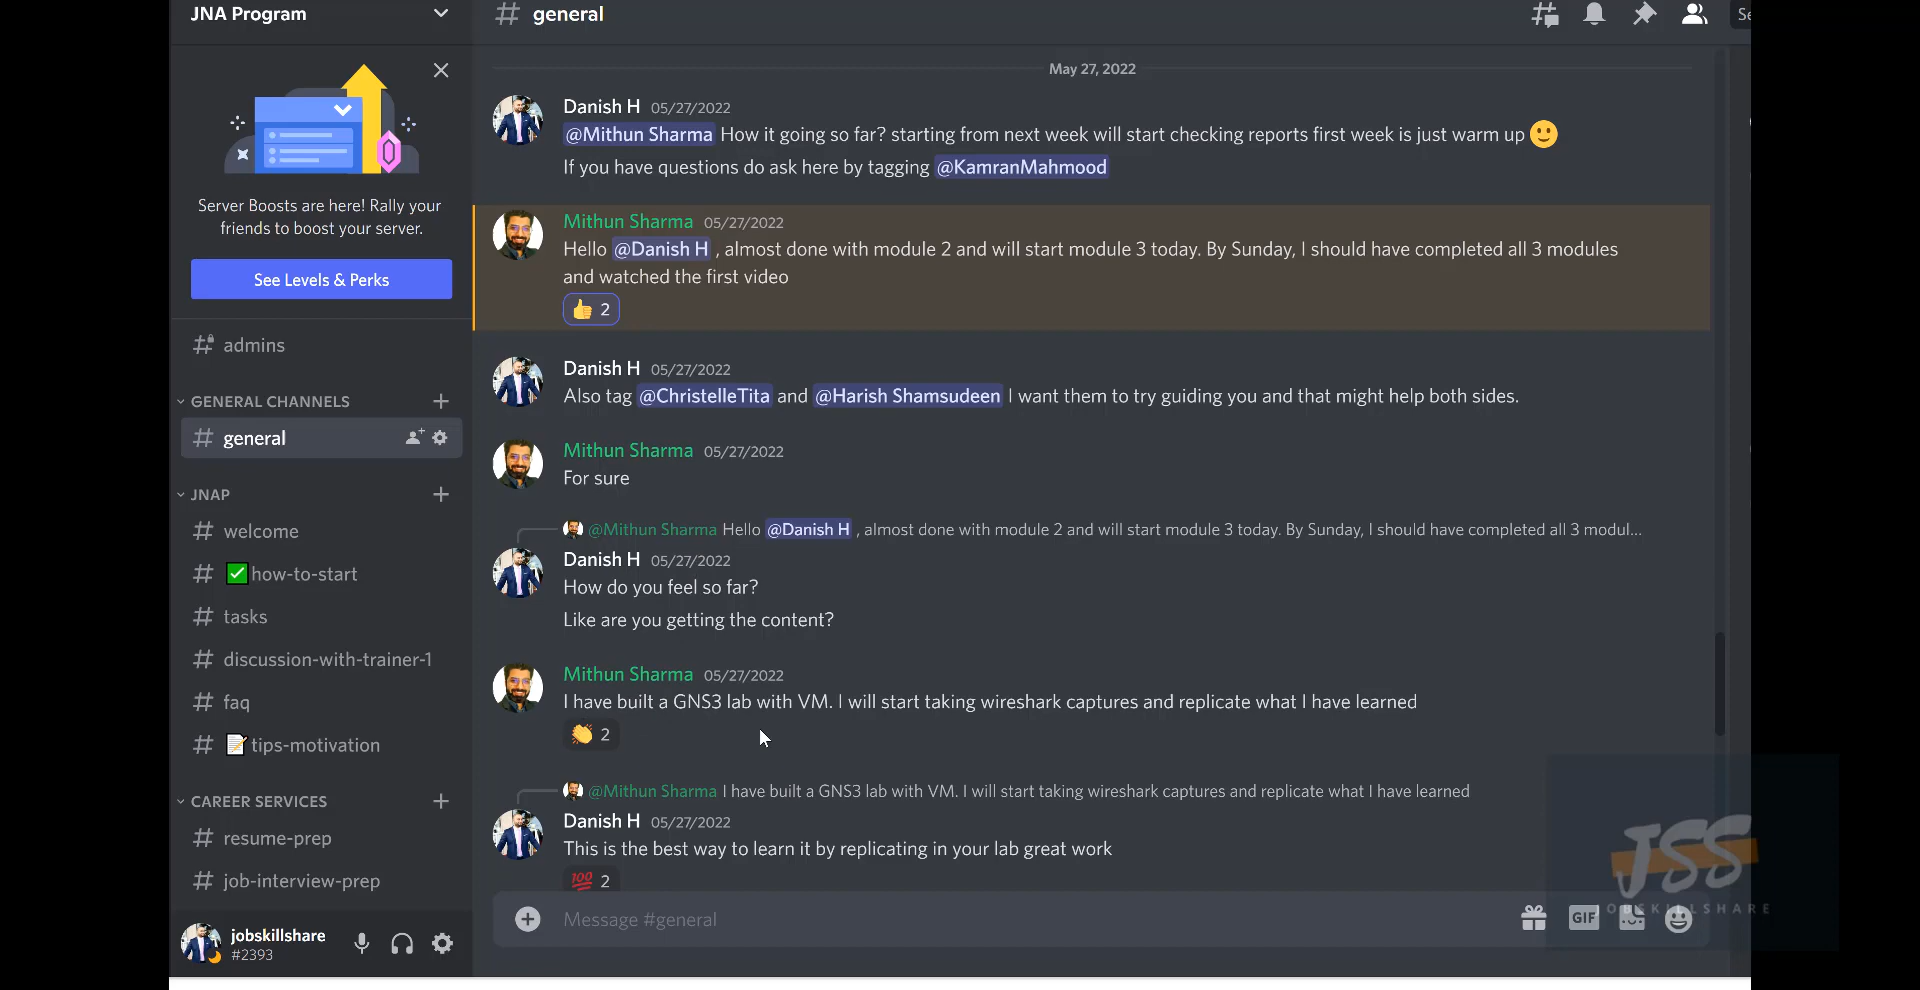 JNA Program
Server Boosts are here! Rally your
friends to boost your server.
See Levels & Perks
admins
GENERAL CHANNELS
general
JNAP
welcome
how-to-start
tasks
discussion-with-trainer-1
faq
tips-motivation
CAREER SERVICES
resume-prep
job-interview-prep
jobskillshare
#2393
general
May 27, 2022
Danish H 05/27/2022
@Mithun Sharma How it going so far? starting from next week will start checking reports first week is just warm up 🙂
If you have questions do ask here by tagging @KamranMahmood
Mithun Sharma 05/27/2022
Hello @Danish H , almost done with module 2 and will start module 3 today. By Sunday, I should have completed all 3 modules
and watched the first video
👍 2
Danish H 05/27/2022
Also tag @ChristelleTita and @Harish Shamsudeen I want them to try guiding you and that might help both sides.
Mithun Sharma 05/27/2022
For sure
@Mithun Sharma Hello @Danish H , almost done with module 2 and will start module 3 today. By Sunday, I should have completed all 3 modul...
Danish H 05/27/2022
How do you feel so far?
Like are you getting the content?
Mithun Sharma 05/27/2022
I have built a GNS3 lab with VM. I will start taking wireshark captures and replicate what I have learned
👏 2
@Mithun Sharma I have built a GNS3 lab with VM. I will start taking wireshark captures and replicate what I have learned
Danish H 05/27/2022
This is the best way to learn it by replicating in your lab great work
💯 2
Message #general
GIF
JSS
JOBSKILLSHARE